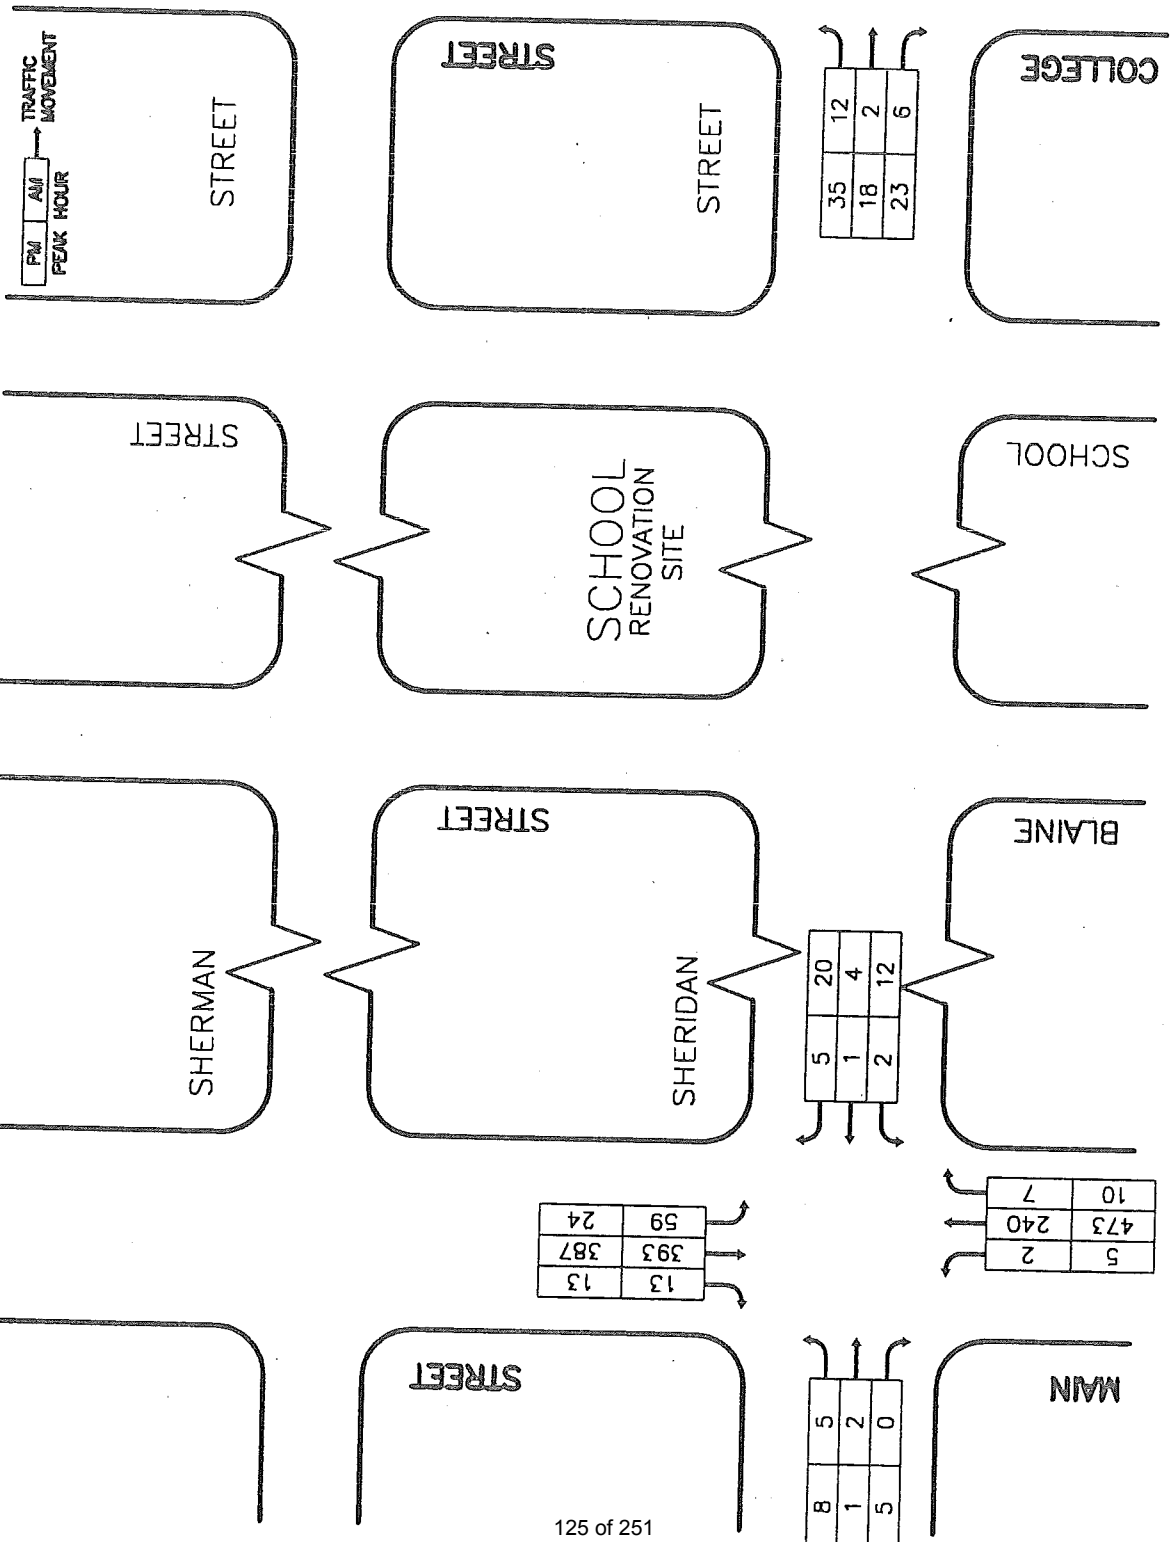 PM AM TRAFFIC
MOVEMENT
PEAK HOUR
STREET
STREET
STREET
COLLEGE
35 12
18 2
23 6
STREET
SCHOOL
RENOVATION
SITE
SCHOOL
STREET
BLAINE
SHERMAN
SHERIDAN
5 20
1 4
2 12
13 13
393 387
59 24
5 2
473 240
10 7
STREET
MAIN
8 5
1 2
5 0
125 of 251